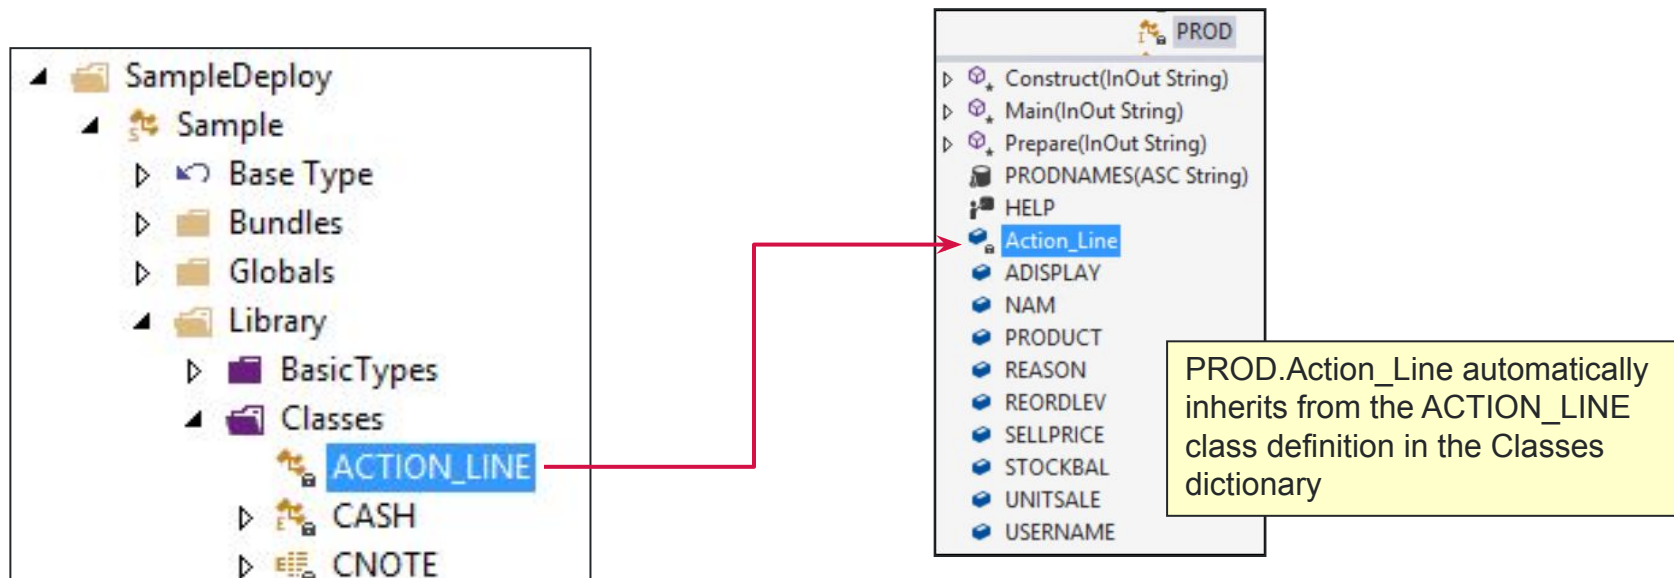 SampleDeploy
Sample
Base Type
Bundles
Globals
Library
BasicTypes
Classes
ACTION_LINE
CASH
CNOTE
PROD
Construct(InOut String)
Main(InOut String)
Prepare(InOut String)
PRODNAMES(ASC String)
HELP
Action_Line
ADISPLAY
NAM
PRODUCT
REASON
REORDLEV
SELLPRICE
STOCKBAL
UNITSALE
USERNAME
PROD.Action_Line automatically
inherits from the ACTION_LINE
class definition in the Classes
dictionary